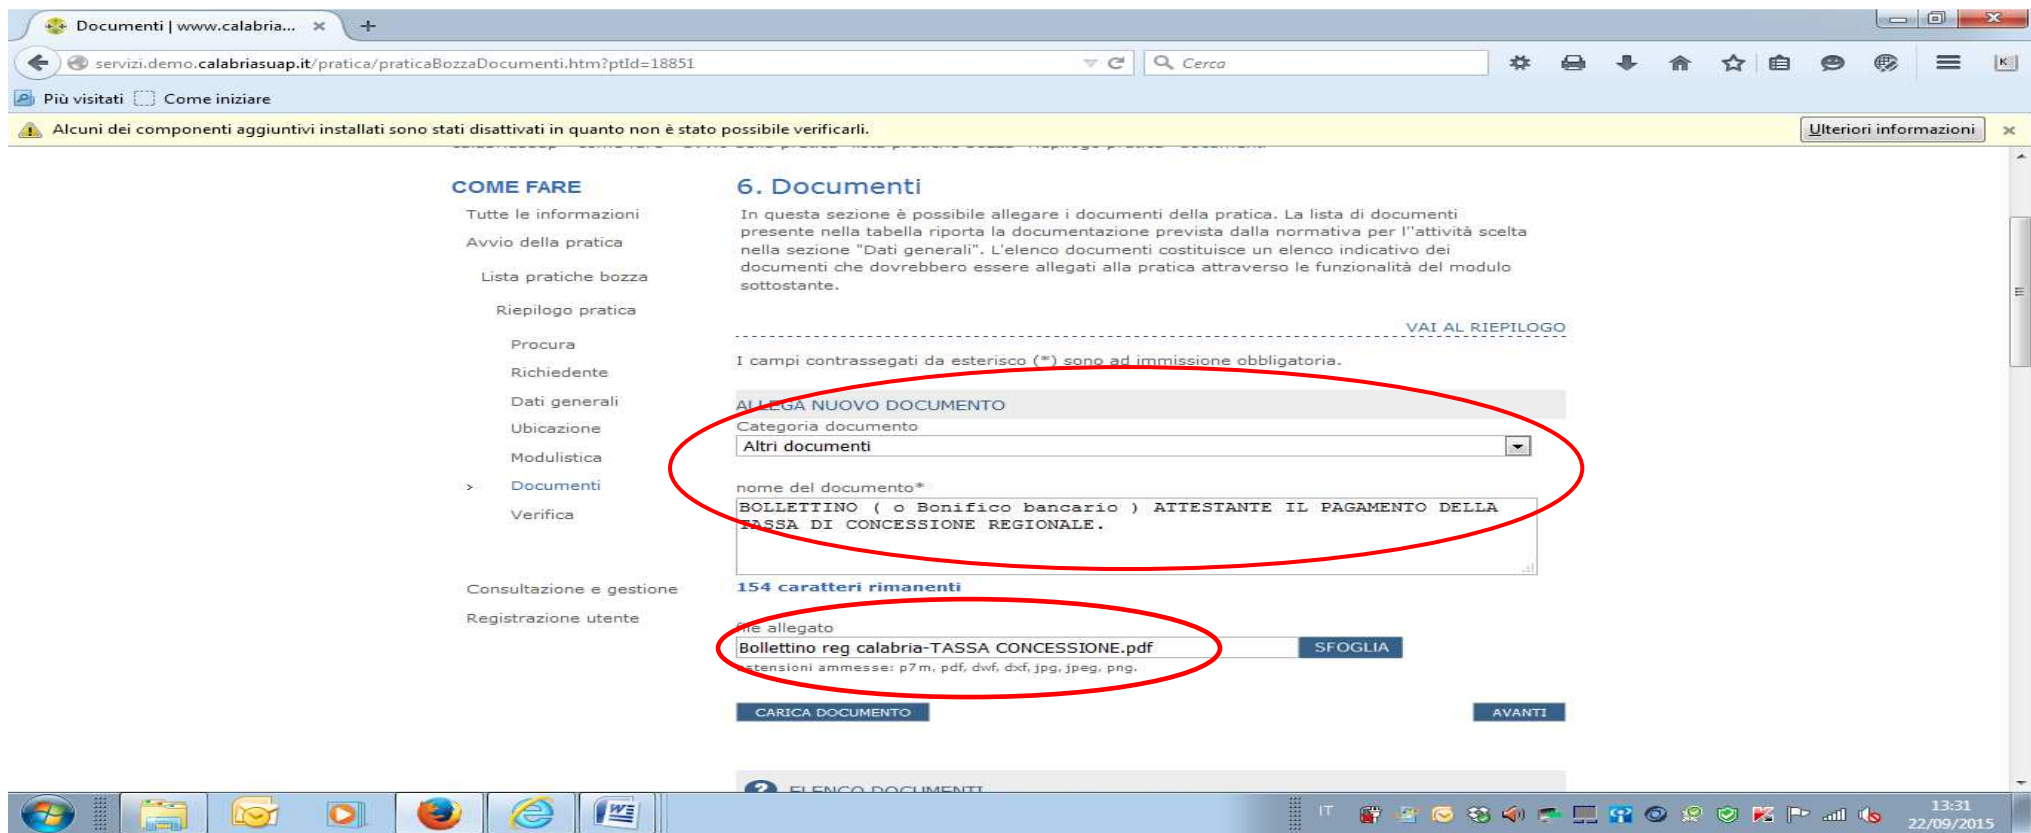 Documenti | www.calabria...
servizi.demo.calabriasuap.it/pratica/praticaBozzaDocumenti.htm?ptId=18851
Cerca
Più visitati
Come iniziare
Alcuni dei componenti aggiuntivi installati sono stati disattivati in quanto non è stato possibile verificarli.
Ulteriori informazioni
COME FARE
Tutte le informazioni
Avvio della pratica
Lista pratiche bozza
Riepilogo pratica
Procura
Richiedente
Dati generali
Ubicazione
Modulistica
> Documenti
Verifica
Consultazione e gestione
Registrazione utente
6. Documenti
In questa sezione è possibile allegare i documenti della pratica. La lista di documenti
presente nella tabella riporta la documentazione prevista dalla normativa per l''attività scelta
nella sezione "Dati generali". L'elenco documenti costituisce un elenco indicativo dei
documenti che dovrebbero essere allegati alla pratica attraverso le funzionalità del modulo
sottostante.
VAI AL RIEPILOGO
I campi contrassegati da esterisco (*) sono ad immissione obbligatoria.
ALLEGA NUOVO DOCUMENTO
Categoria documento
Altri documenti
nome del documento*
BOLLETTINO ( o Bonifico bancario ) ATTESTANTE IL PAGAMENTO DELLA
TASSA DI CONCESSIONE REGIONALE.
154 caratteri rimanenti
file allegato
Bollettino reg calabria-TASSA CONCESSIONE.pdf
SFOGLIA
estensioni ammesse: p7m, pdf, dwf, dxf, jpg, jpeg, png.
CARICA DOCUMENTO
AVANTI
ELENCO DOCUMENTI
IT
13:31
22/09/2015